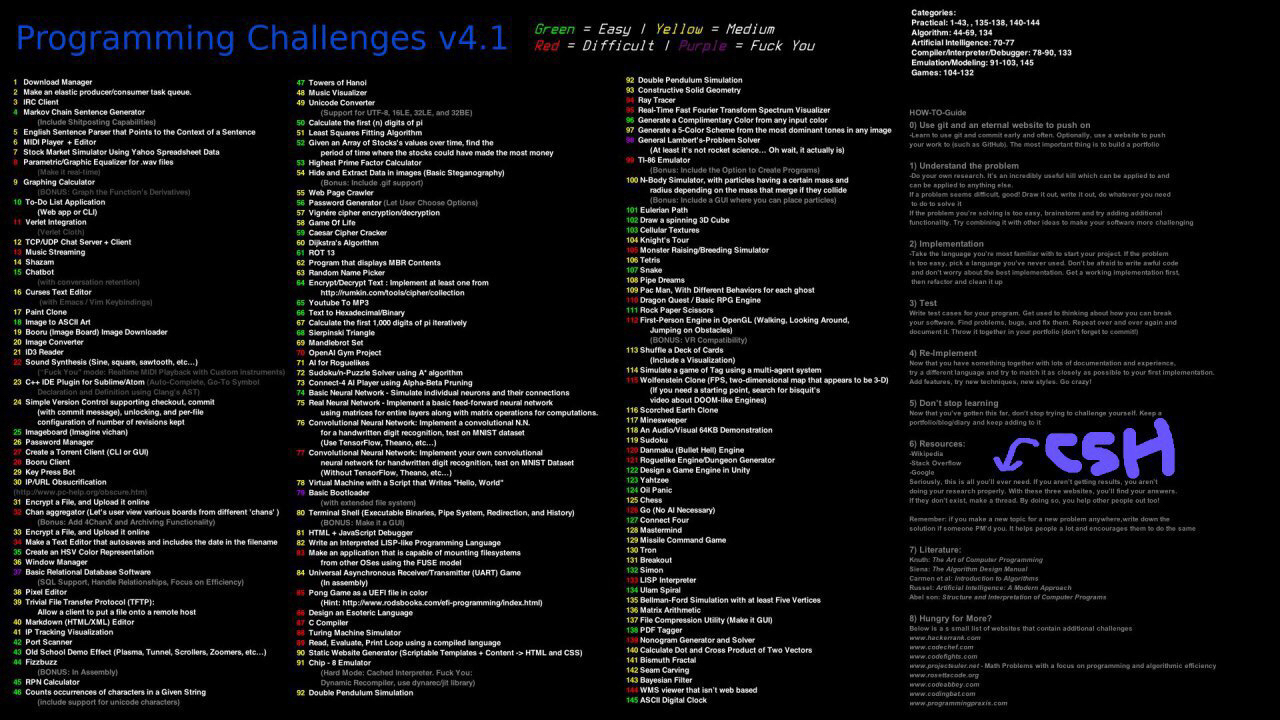 Programming Challenges v4.1
Green = Easy | Yellow = Medium
Red = Difficult | Purple = Fuck You
1 Download Manager
2 Make an elastic producer/consumer task queue.
3 IRC Client
4 Markov Chain Sentence Generator
(Include Shitposting Capabilities)
5 English Sentence Parser that Points to the Context of a Sentence
6 MIDI Player + Editor
7 Stock Market Simulator Using Yahoo Spreadsheet Data
8 Parametric/Graphic Equalizer for .wav files
(Make it real-time)
9 Graphing Calculator
(BONUS: Graph the Function's Derivatives)
10 To-Do List Application
(Web app or CLI)
11 Verlet Integration
(Verlet Cloth)
12 TCP/UDP Chat Server + Client
13 Music Streaming
14 Shazam
15 Chatbot
(with conversation retention)
16 Curses Text Editor
(with Emacs / Vim Keybindings)
17 Paint Clone
18 Image to ASCII Art
19 Booru (Image Board) Image Downloader
20 Image Converter
21 ID3 Reader
22 Sound Synthesis (Sine, square, sawtooth, etc...)
("Fuck You" mode: Realtime MIDI Playback with Custom instruments)
23 C++ IDE Plugin for Sublime/Atom (Auto-Complete, Go-To Symbol
Declaration and Definition using Clang's AST)
24 Simple Version Control supporting checkout, commit
(with commit message), unlocking, and per-file
configuration of number of revisions kept
25 Imageboard (Imagine vichan)
26 Password Manager
27 Create a Torrent Client (CLI or GUI)
28 Booru Client
29 Key Press Bot
30 IP/URL Obsucrification
(http://www.pc-help.org/obscure.htm)
31 Encrypt a File, and Upload it online
32 Chan aggregator (Let's user view various boards from different 'chans' )
(Bonus: Add 4ChanX and Archiving Functionality)
33 Encrypt a File, and Upload it online
34 Make a Text Editor that autoaves and includes the date in the filename
35 Create an HSV Color Representation
36 Window Manager
37 Basic Relational Database Software
(SQL Support, Handle Relationships, Focus on Efficiency)
38 Pixel Editor
39 Trivial File Transfer Protocol (TFTP):
Allow a client to put a file onto a remote host
40 Markdown (HTML/XML) Editor
41 IP Tracking Visualization
42 Port Scanner
43 Old School Demo Effect (Plasma, Tunnel, Scrollers, Zoomers, etc...)
44 Fizzbuzz
(BONUS: In Assembly)
45 RPN Calculator
46 Counts occurences of characters in a Given String
(include support for unicode characters)
47 Towers of Hanoi
48 Music Visualizer
49 Unicode Converter
(Support for UTF-8, 16LE, 32LE, and 32BE)
50 Calculate the first (n) digits of pi
51 Least Squares Fitting Algorithm
52 Given an Array of Stocks's values over time, find the
period of time where the stocks could have made the most money
53 Highest Prime Factor Calculator
54 Hide and Extract Data in images (Basic Steganography)
(Bonus: Include .gif support)
55 Web Page Crawler
56 Password Generator (Let User Choose Options)
57 Vignère cipher encryption/decryption
58 Game Of Life
59 Caesar Cipher Cracker
60 Dijkstra's Algorithm
61 ROT 13
62 Program that displays MBR Contents
63 Random Name Picker
64 Encrypt/Decrypt Text : Implement at least one from
http://rumkin.com/tools/cipher/collection
65 Youtube To MP3
66 Text to Hexadecimal/Binary
67 Calculate the first 1,000 digits of pi iteratively
68 Sierpinski Triangle
69 Mandlebrot Set
70 OpenAI Gym Project
71 AI for Roguelikes
72 Sudoku/n-Puzzle Solver using A* algorithm
73 Connect-4 AI Player using Alpha-Beta Pruning
74 Basic Neural Network - Simulate individual neurons and their connections
75 Real Neural Network - Implement a basic feed-forward neural network
using matrices for entire layers along with matrix operations for computations.
76 Convolutional Neural Network: Implement a convolutional N.N.
for a handwritten digit recognition, test on MNIST dataset
(Use TensorFlow, Theano, etc...)
77 Convolutional Neural Network: Implement your own convolutional
neural network for handwritten digit recognition, test on MNIST Dataset
(Without TensorFlow, Theano, etc...)
78 Virtual Machine with a Script that Writes "Hello, World"
79 Basic Bootloader
(with extended file system)
80 Terminal Shell (Executable Binaries, Pipe System, Redirection, and History)
(BONUS: Make it a GUI)
81 HTML + JavaScript Debugger
82 Write an Interpreted LISP-like Programming Language
83 Make an application that is capable of mounting filesystems
from other OSes using the FUSE model
84 Universal Asynchronous Receiver/Transmitter (UART) Game
(In assembly)
85 Pong Game as a UEFI file in color
(Hint: http://www.rodsbooks.com/efi-programming/index.html)
86 Design an Esoteric Language
87 C Compiler
88 Turing Machine Simulator
89 Read, Evaluate, Print Loop using a compiled language
90 Static Website Generator (Scriptable Templates + Content -> HTML and CSS)
91 Chip - 8 Emulator
(Hard Mode: Cached Interpreter. Fuck You:
Dynamic Recompiler, use dynarec/jit library)
92 Double Pendulum Simulation
92 Double Pendulum Simulation
93 Constructive Solid Geometry
94 Ray Tracer
95 Real-Time Fast Fourier Transform Spectrum Visualizer
96 Generate a Complimentary Color from any input color
97 Generate a 5-Color Scheme from the most dominant tones in any image
98 General Lambert's-Problem Solver
(At least it's not rocket science... Oh wait, it actually is)
99 TI-86 Emulator
(Bonus: Include the Option to Create Programs)
100 N-Body Simulator, with particles having a certain mass and
radius depending on the mass that merge if they collide
(Bonus: Include a GUI where you can place particles)
101 Eulerian Path
102 Draw a spinning 3D Cube
103 Cellular Textures
104 Knight's Tour
105 Monster Raising/Breeding Simulator
106 Tetris
107 Snake
108 Pipe Dreams
109 Pac Man, With Different Behaviors for each ghost
110 Dragon Quest / Basic RPG Engine
111 Rock Paper Scissors
112 First-Person Engine in OpenGL (Walking, Looking Around,
Jumping on Obstacles)
(BONUS: VR Compatibility)
113 Shuffle a Deck of Cards
(Include a Visualization)
114 Simulate a game of Tag using a multi-agent system
115 Wolfenstein Clone (FPS, two-dimensional map that appears to be 3-D)
(If you need a starting point, search for bisquit's
video about DOOM-like Engines)
116 Scorched Earth Clone
117 Minesweeper
118 An Audio/Visual 64KB Demonstration
119 Sudoku
120 Danmaku (Bullet Hell) Engine
121 Roguelike Engine/Dungeon Generator
122 Design a Game Engine in Unity
123 Yahtzee
124 Oil Panic
125 Chess
126 Go (No AI Necessary)
127 Connect Four
128 Mastermind
129 Missile Command Game
130 Tron
131 Breakout
132 Simon
133 LISP Interpreter
134 Ulam Spiral
135 Bellman-Ford Simulation with at least Five Vertices
136 Matrix Arithmetic
137 File Compression Utility (Make it GUI)
138 PDF Tagger
139 Nonogram Generator and Solver
140 Calculate Dot and Cross Product of Two Vectors
141 Bismuth Fractal
142 Seam Carving
143 Bayesian Filter
144 WMS viewer that isn't web based
145 ASCII Digital Clock
Categories:
Practical: 1-43, , 135-138, 140-144
Algorithm: 44-69, 134
Artificial Intelligence: 70-77
Compiler/Interpreter/Debugger: 78-90, 133
Emulation/Modeling: 91-103, 145
Games: 104-132
HOW-TO-Guide
0) Use git and an eternal website to push on
-Learn to use git and commit early and often. Optionally, use a website to push
your work to (such as GitHub). The most important thing is to build a portfolio
1) Understand the problem
-Do your own research. It's an incredibly useful kill which can be applied to and
can be applied to anything else.
If a problem seems difficult, good! Draw it out, write it out, do whatever you need
to do to solve it
If the problem you're solving is too easy, brainstorm and try adding additional
functionality. Try combining it with other ideas to make your software more challenging
2) Implementation
-Take the language you're most familiar with to start your project. If the problem
is too easy, pick a language you've never used. Don't be afraid to write awful code
and don't worry about the best implementation. Get a working implementation first,
then refactor and clean it up
3) Test
Write test cases for your program. Get used to thinking about how you can break
your software. Find problems, bugs, and fix them. Repeat over and over again and
document it. Throw it together in your portfolio (don't forget to commit!)
4) Re-Implement
Now that you have something together with lots of documentation and experience,
try a different language and try to match it as closely as possible to your first implementation.
Add features, try new techniques, new styles. Go crazy!
5) Don't stop learning
Now that you've gotten this far, don't stop trying to challenge yourself. Keep a
portfolio/blog/diary and keep adding to it
6) Resources:
CSH
-Wikipedia
-Stack Overflow
-Google
Seriously, this is all you'll ever need. If you aren't getting results, you aren't
doing your research properly. With these three websites, you'll find your answers.
If they don't exist, make a thread. By doing so, you help other people out too!
Remember: if you make a new topic for a new problem anywhere,write down the
solution if someone PM'd you. It helps people a lot and encourages them to do the same
7) Literature:
Knuth: The Art of Computer Programming
Siena: The Algorithm Design Manual
Carmen et al: Introduction to Algorithms
Russel: Artificial Intelligence: A Modern Approach
Abel son: Structure and Interpretation of Computer Programs
8) Hungry for More?
Below is a s small list of websites that contain additional challenges
www.hackerrank.com
www.codechef.com
www.codefights.com
www.projecteuler.net - Math Problems with a focus on programming and algorithmic efficiency
www.rosettacode.org
www.codeabbey.com
www.codingbat.com
www.programmingpraxis.com